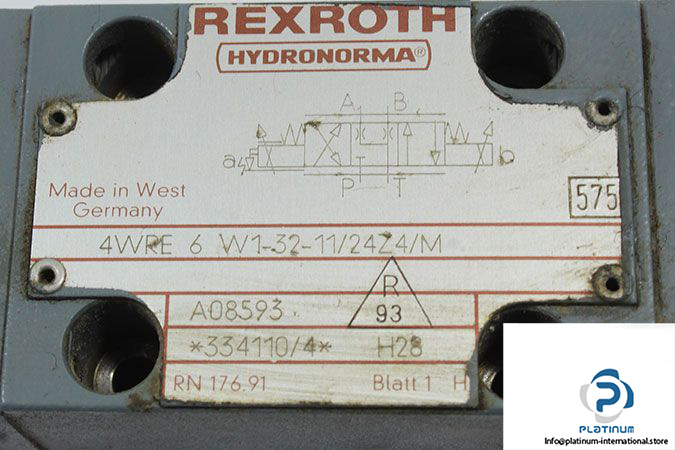 REXROTH
HYDRONORMA®
A B
a b
P T
Made in West
Germany
575
4WRE 6 W1-32-11/24Z4/M
A08593
R
93
*334110/4* H28
RN 176.91 Blatt 1 H
PLATINUM
Info@platinum-international.store